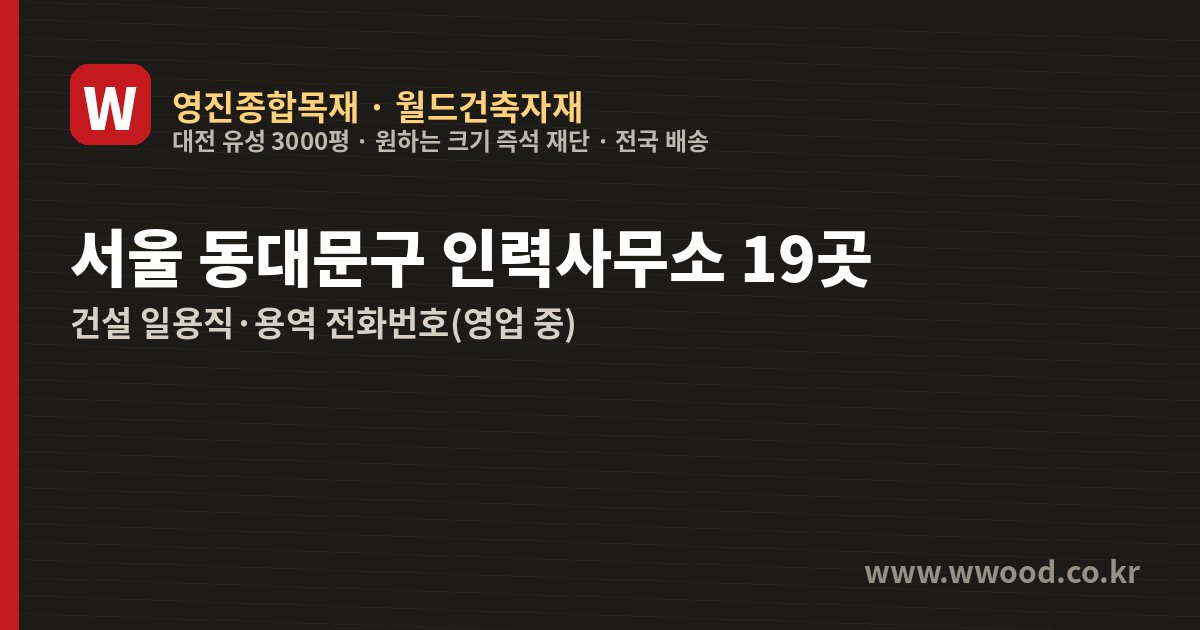 W
영진종합목재 · 월드건축자재
대전 유성 3000평 · 원하는 크기 즉석 재단 · 전국 배송
서울 동대문구 인력사무소 19곳
건설 일용직·용역 전화번호(영업 중)
www.wwood.co.kr